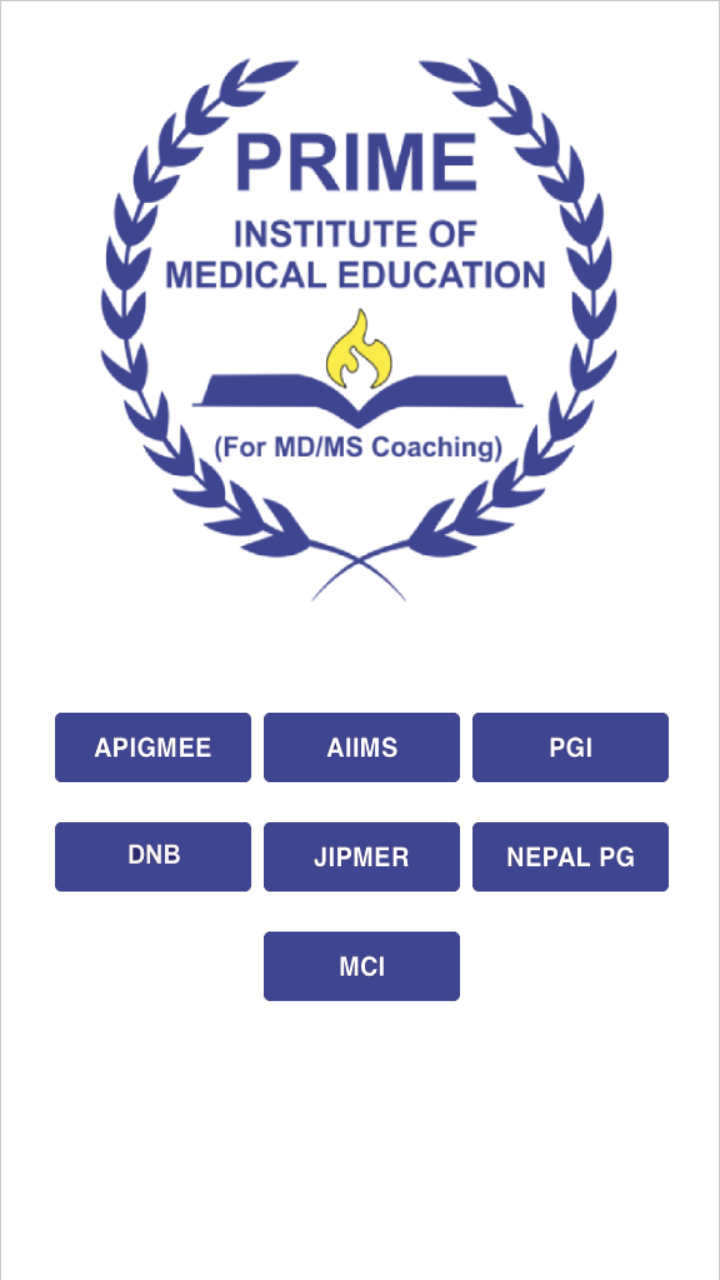 PRIME
INSTITUTE OF
MEDICAL EDUCATION
(For MD/MS Coaching)
APIGMEE AIIMS PGI
DNB JIPMER NEPAL PG
MCI